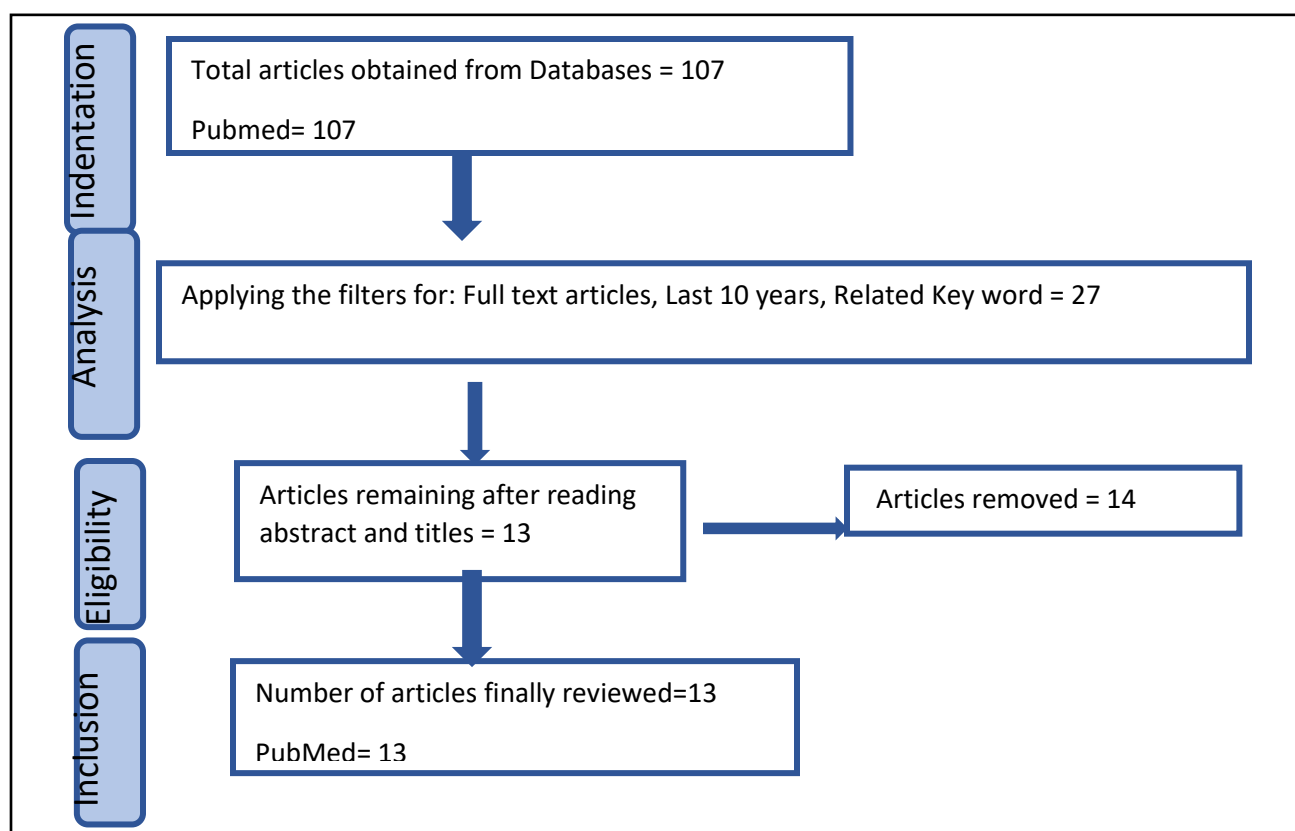 Indentation
Total articles obtained from Databases = 107
Pubmed= 107
Analysis
Applying the filters for: Full text articles, Last 10 years, Related Key word = 27
Eligibility
Articles remaining after reading
abstract and titles = 13
Articles removed = 14
Inclusion
Number of articles finally reviewed=13
PubMed= 13